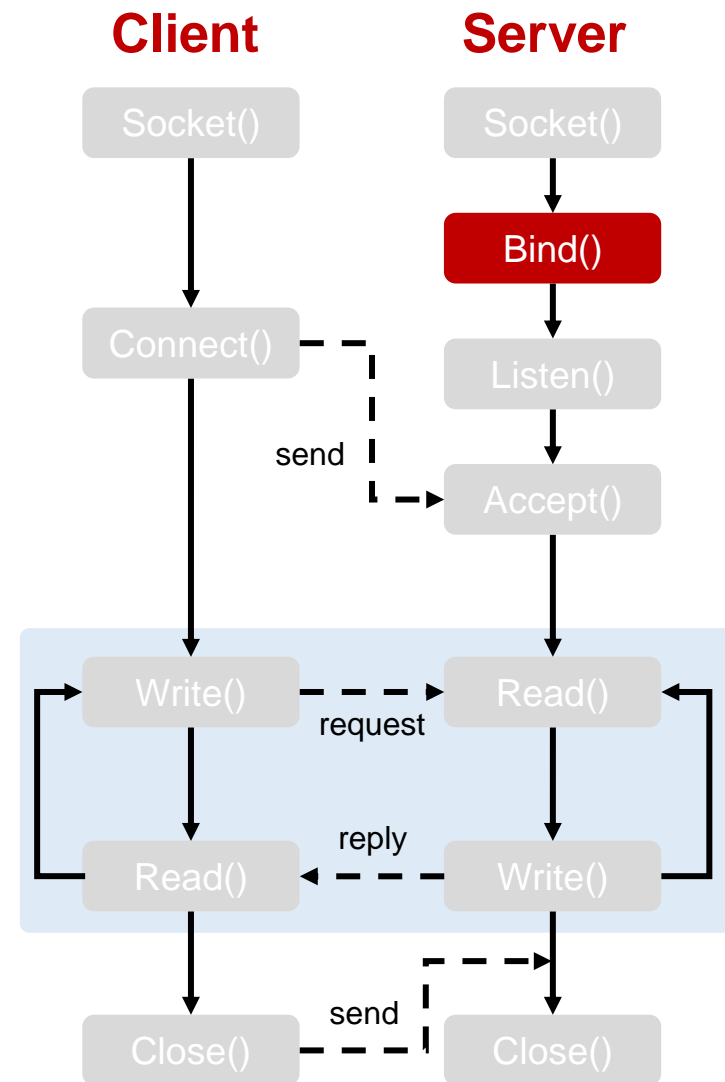 Client
Server
Socket()
Socket()
Bind()
Connect()
Listen()
send
Accept()
Write()
Read()
request
reply
Read()
Write()
send
Close()
Close()